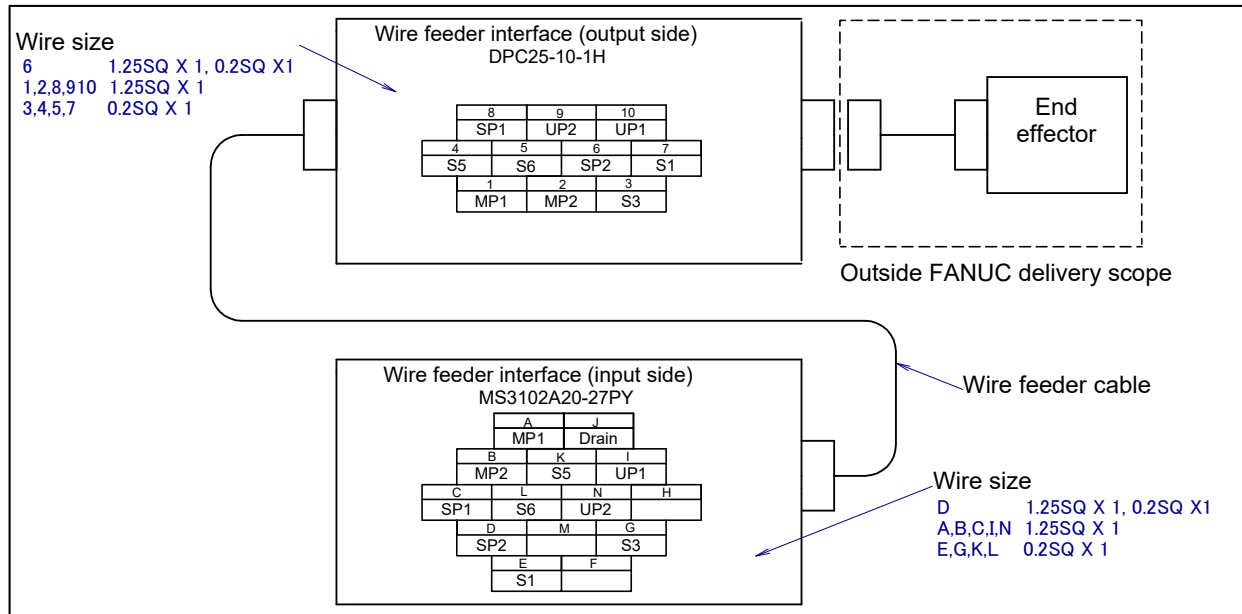 Wire size
6 1.25SQ X 1, 0.2SQ X1
1,2,8,910 1.25SQ X 1
3,4,5,7 0.2SQ X 1
Wire feeder interface (output side)
DPC25-10-1H
8 9 10
SP1 UP2 UP1
4 5 6 7
S5 S6 SP2 S1
1 2 3
MP1 MP2 S3
End
effector
Outside FANUC delivery scope
Wire feeder interface (input side)
MS3102A20-27PY
A J
MP1 Drain
B K I
MP2 S5 UP1
C L N H
SP1 S6 UP2
D M G
SP2 S3
E F
S1
Wire feeder cable
Wire size
D 1.25SQ X 1, 0.2SQ X1
A,B,C,I,N 1.25SQ X 1
E,G,K,L 0.2SQ X 1